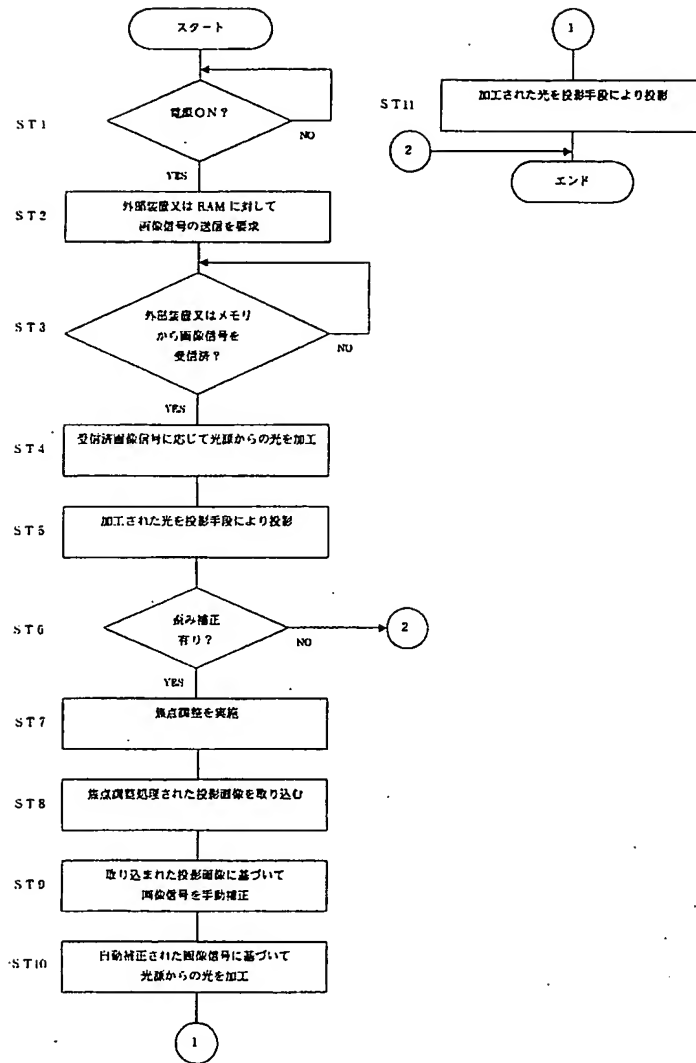 スタート
ST1
電源ON?
NO
YES
ST2
外部装置又は RAM に対して
画像信号の送信を要求
ST3
外部装置又はメモリ
から画像信号を
受信済?
NO
YES
ST4
受信済画像信号に応じて光源からの光を加工
ST5
加工された光を投影手段により投影
ST6
歪み補正
有り?
NO
2
YES
ST7
焦点調整を実施
ST8
焦点調整処理された投影画像を取り込む
ST9
取り込まれた投影画像に基づいて
画像信号を手動補正
ST10
自動補正された画像信号に基づいて
光源からの光を加工
1
1
ST11
加工された光を投影手段により投影
2
エンド